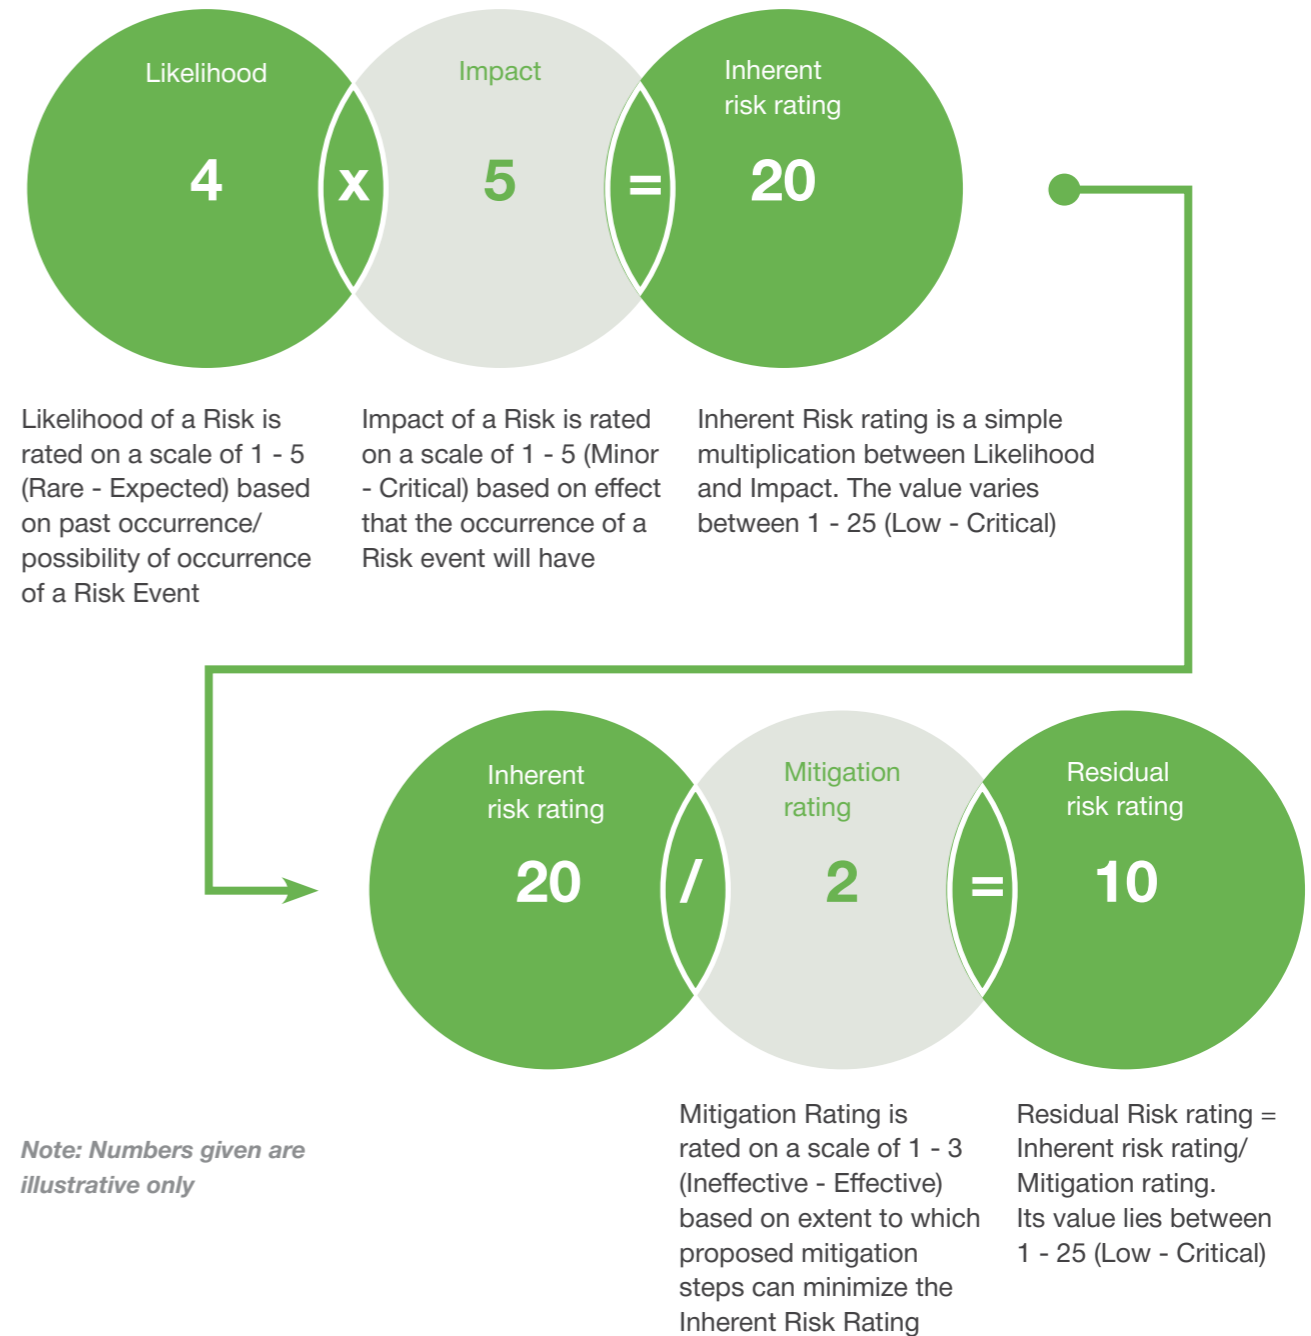 Likelihood
4
x
Impact
5
=
Inherent
risk rating
20
Likelihood of a Risk is
rated on a scale of 1 - 5
(Rare - Expected) based
on past occurrence/
possibility of occurrence
of a Risk Event
Impact of a Risk is rated
on a scale of 1 - 5 (Minor
- Critical) based on effect
that the occurrence of a
Risk event will have
Inherent Risk rating is a simple
multiplication between Likelihood
and Impact. The value varies
between 1 - 25 (Low - Critical)
Inherent
risk rating
20
/
Mitigation
rating
2
=
Residual
risk rating
10
Mitigation Rating is
rated on a scale of 1 - 3
(Ineffective - Effective)
based on extent to which
proposed mitigation
steps can minimize the
Inherent Risk Rating
Residual Risk rating =
Inherent risk rating/
Mitigation rating.
Its value lies between
1 - 25 (Low - Critical)
Note: Numbers given are
illustrative only